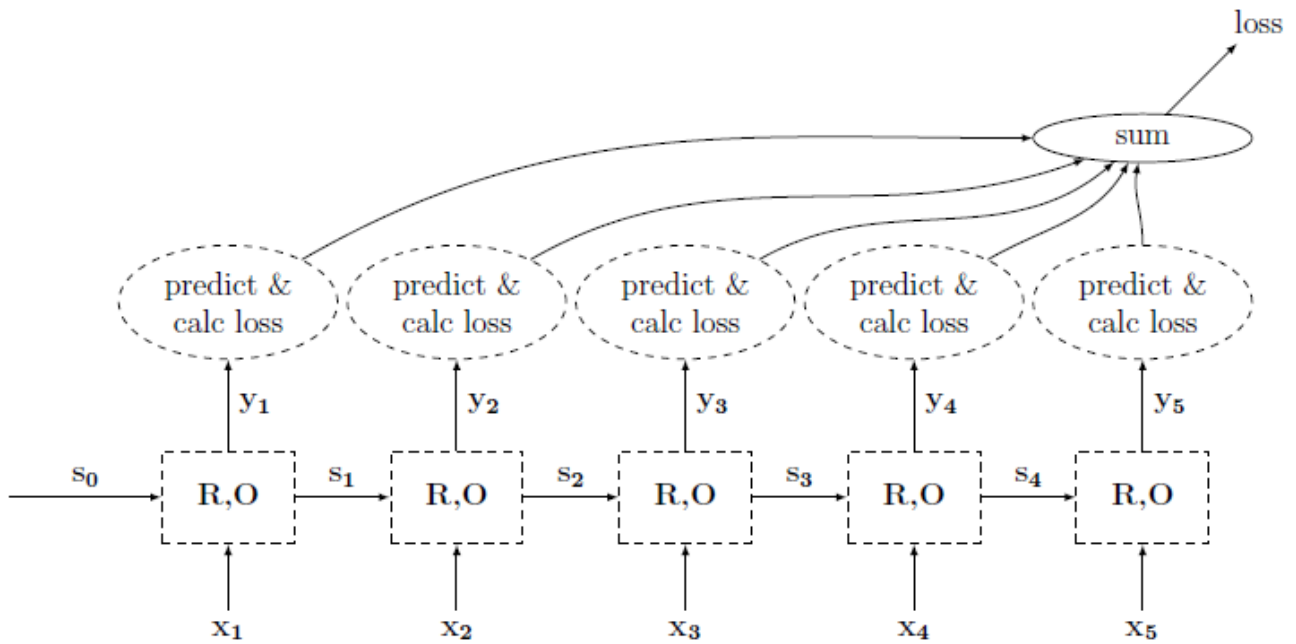 loss
sum
predict & predict & predict & predict & predict &
calc loss calc loss calc loss calc loss calc loss
y₁ y₂ y₃ y₄ y₅
s₀ s₁ s₂ s₃ s₄
R,O R,O R,O R,O R,O
x₁ x₂ x₃ x₄ x₅